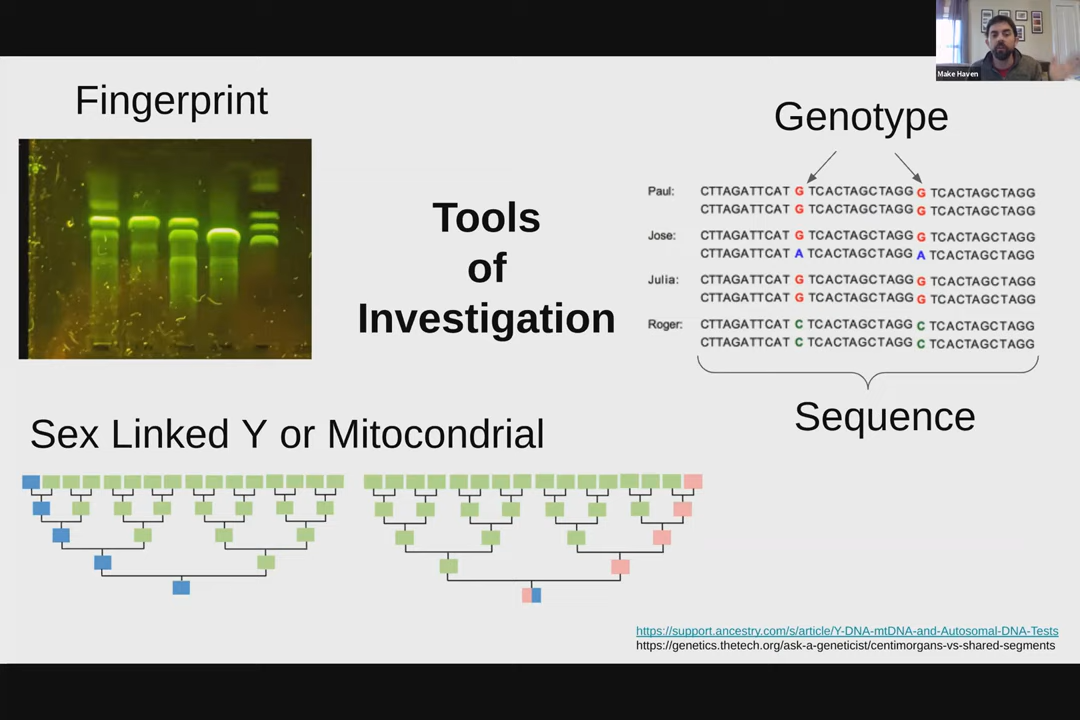 Make Haven
Fingerprint
Genotype
Tools
of
Investigation
Paul: CTTAGATTCAT G TCACTAGCTAGG G TCACTAGCTAGG
CTTAGATTCAT G TCACTAGCTAGG G TCACTAGCTAGG
Jose: CTTAGATTCAT G TCACTAGCTAGG G TCACTAGCTAGG
CTTAGATTCAT A TCACTAGCTAGG A TCACTAGCTAGG
Julia: CTTAGATTCAT G TCACTAGCTAGG G TCACTAGCTAGG
CTTAGATTCAT G TCACTAGCTAGG G TCACTAGCTAGG
Roger: CTTAGATTCAT C TCACTAGCTAGG C TCACTAGCTAGG
CTTAGATTCAT C TCACTAGCTAGG C TCACTAGCTAGG
Sequence
Sex Linked Y or Mitocondrial
https://support.ancestry.com/s/article/Y-DNA-mtDNA-and-Autosomal-DNA-Tests
https://genetics.thetech.org/ask-a-geneticist/centimorgans-vs-shared-segments